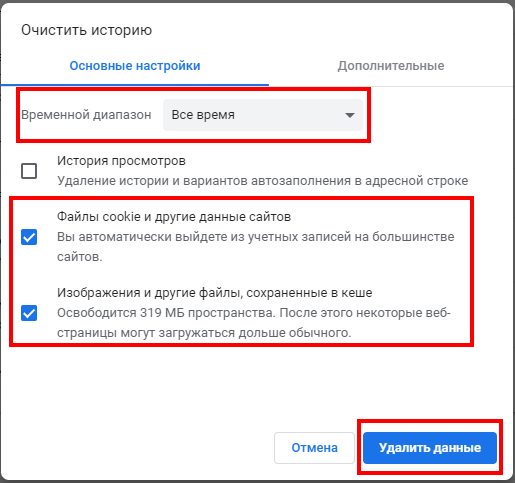 Очистить историю
Основные настройки Дополнительные
Временной диапазон Все время
История просмотров
Удаление истории и вариантов автозаполнения в адресной строке
Файлы cookie и другие данные сайтов
Вы автоматически выйдете из учетных записей на большинстве
сайтов.
Изображения и другие файлы, сохраненные в кеше
Освободится 319 МБ пространства. После этого некоторые веб-
страницы могут загружаться дольше обычного.
Отмена Удалить данные